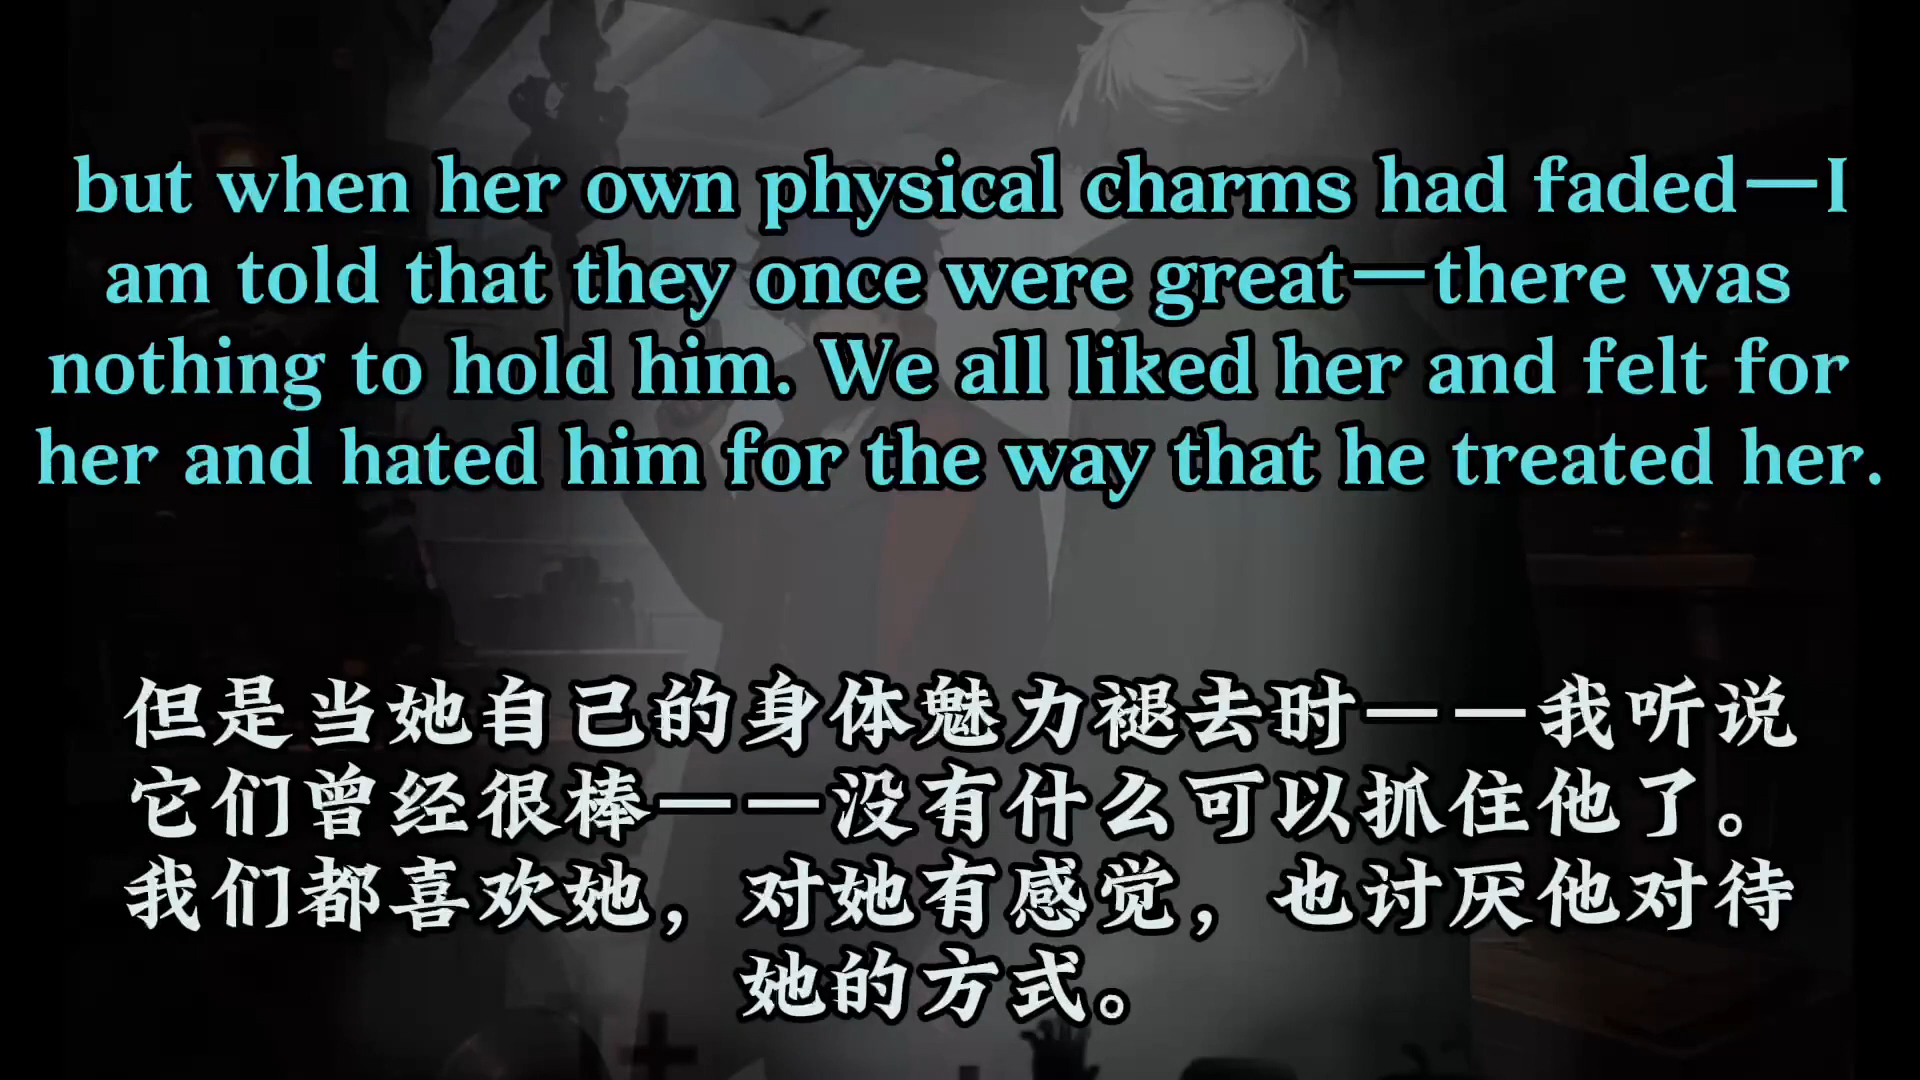 but when her own physical charms had faded—I
am told that they once were great—there was
nothing to hold him. We all liked her and felt for
her and hated him for the way that he treated her.
但是当她自己的身体魅力褪去时——我听说
它们曾经很棒——没有什么可以抓住他了。
我们都喜欢她，对她有感觉，也讨厌他对待
她的方式。